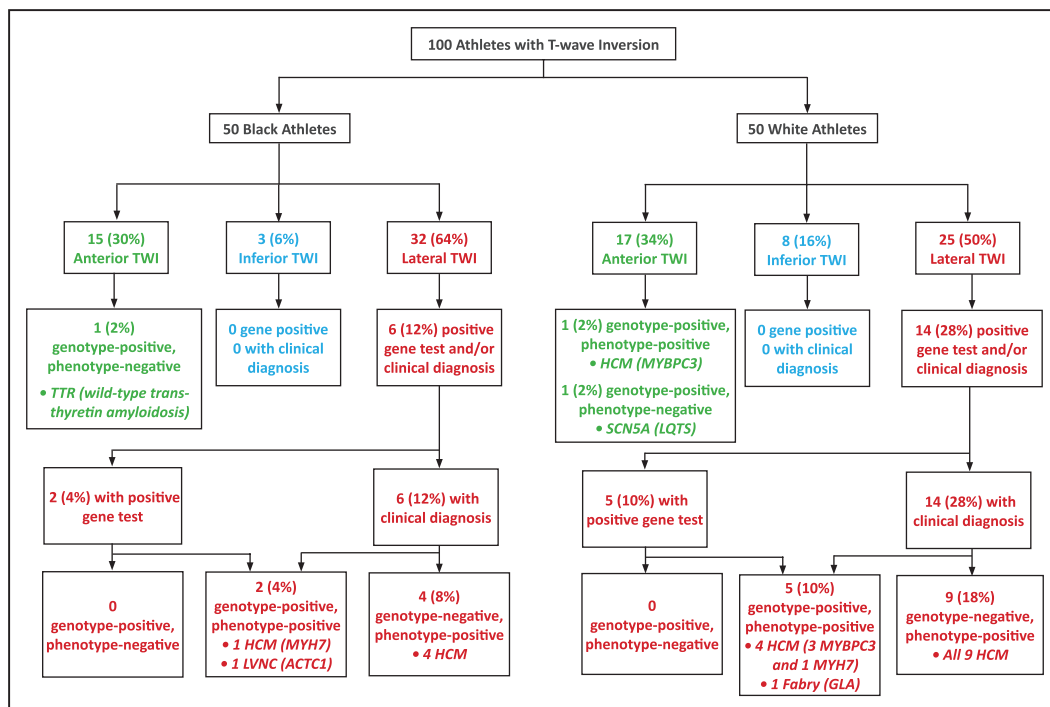 100 Athletes with T-wave Inversion
50 Black Athletes
50 White Athletes
15 (30%)
Anterior TWI
3 (6%)
Inferior TWI
32 (64%)
Lateral TWI
17 (34%)
Anterior TWI
8 (16%)
Inferior TWI
25 (50%)
Lateral TWI
1 (2%)
genotype-positive,
phenotype-negative
• TTR (wild-type trans-
thyretin amyloidosis)
0 gene positive
0 with clinical
diagnosis
6 (12%) positive
gene test and/or
clinical diagnosis
1 (2%) genotype-positive,
phenotype-positive
• HCM (MYBPC3)
1 (2%) genotype-positive,
phenotype-negative
• SCN5A (LQTS)
0 gene positive
0 with clinical
diagnosis
14 (28%) positive
gene test and/or
clinical diagnosis
2 (4%) with positive
gene test
6 (12%) with
clinical diagnosis
5 (10%) with
positive gene test
14 (28%) with
clinical diagnosis
0
genotype-positive,
phenotype-negative
2 (4%)
genotype-positive,
phenotype-positive
• 1 HCM (MYH7)
• 1 LVNC (ACTC1)
4 (8%)
genotype-negative,
phenotype-positive
• 4 HCM
0
genotype-positive,
phenotype-negative
5 (10%)
genotype-positive,
phenotype-positive
• 4 HCM (3 MYBPC3
and 1 MYH7)
• 1 Fabry (GLA)
9 (18%)
genotype-negative,
phenotype-positive
• All 9 HCM